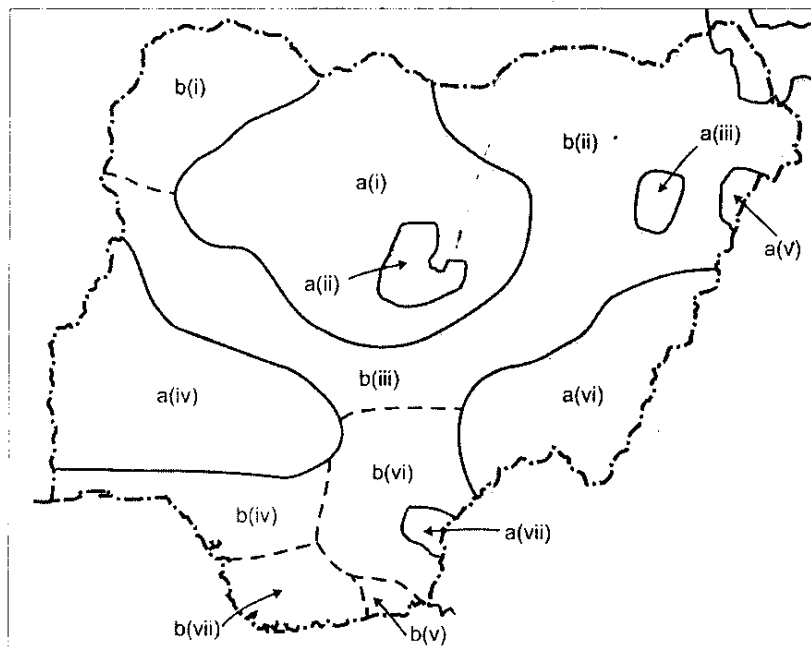 b(i)
b(ii)
a(iii)
a(i)
a(v)
a(ii)
b(iii)
a(iv)
a(vi)
b(vi)
b(iv)
a(vii)
b(vii)
b(v)